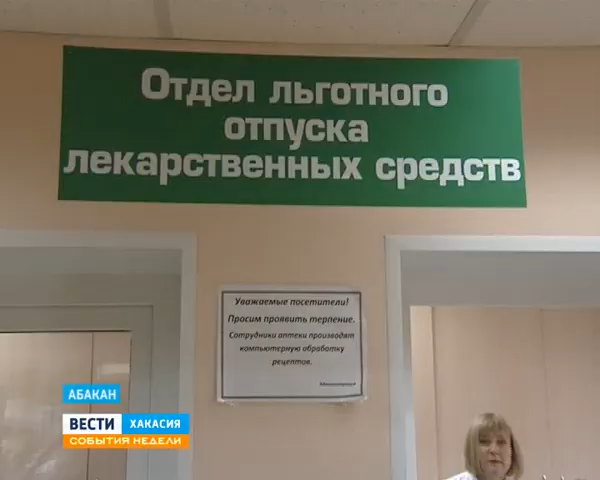 Отдел льготного
отпуска
лекарственных средств
Уважаемые посетители!
Просим проявить терпение.
Сотрудники аптеки производят
компьютерную обработку
рецептов.
Администрация
АБАКАН
ВЕСТИ ХАКАСИЯ
СОБЫТИЯ НЕДЕЛИ